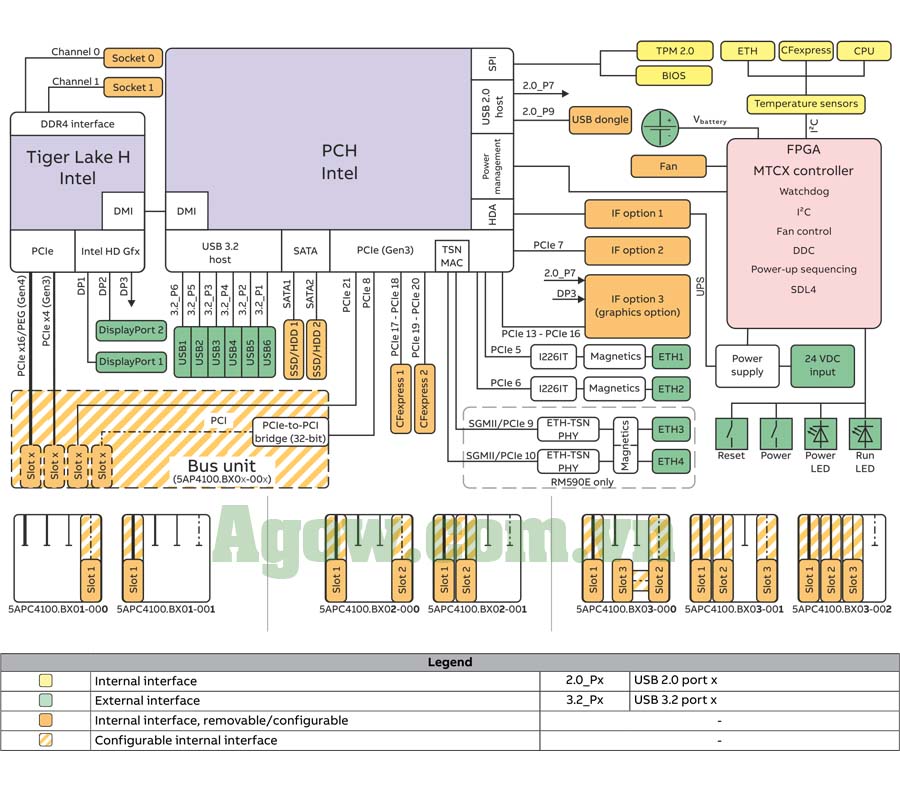 Channel 0
Socket 0
Channel 1
Socket 1
DDR4 interface
Tiger Lake H
Intel
DMI
PCIe
Intel HD Gfx
PCH
Intel
DMI
USB 3.2
host
SATA
PCIe (Gen3)
TSN
MAC
SPI
USB 2.0
host
Power
management
HDA
TPM 2.0
BIOS
2.0_P7
2.0_P9
USB dongle
Vbattery
Fan
IF option 1
PCIe 7
IF option 2
2.0_P7
DP3
IF option 3
(graphics option)
PCIe 13 - PCIe 16
UPS
ETH
CFexpress
CPU
Temperature sensors
I²C
FPGA
MTCX controller
Watchdog
I²C
Fan control
DDC
Power-up sequencing
SDL4
Power
supply
24 VDC
input
Reset
Power
Power
LED
Run
LED
PCIe x16/PEG (Gen4)
PCIe x4 (Gen3)
DP1
DP2
DP3
DisplayPort 2
DisplayPort 1
3.2_P6
3.2_P5
3.2_P3
3.2_P4
3.2_P2
3.2_P1
USB1
USB2
USB3
USB4
USB5
USB6
SATA1
SATA2
SSD/HDD 1
SSD/HDD 2
PCIe 21
PCIe 8
PCIe 17 - PCIe 18
PCIe 19 - PCIe 20
CFexpress 1
CFexpress 2
PCIe 5
I226IT
Magnetics
ETH1
PCIe 6
I226IT
Magnetics
ETH2
SGMII/PCIe 9
ETH-TSN
PHY
Magnetics
ETH3
SGMII/PCIe 10
ETH-TSN
PHY
ETH4
RM590E only
PCI
PCIe-to-PCI
bridge (32-bit)
Slot x
Slot x
Slot x
Slot x
Bus unit
(5AP4100.BX0x-00x)
Agow.com.vn
Slot 1
5APC4100.BX01-000
Slot 1
5APC4100.BX01-001
Slot 1
Slot 2
5APC4100.BX02-000
Slot 1
Slot 2
5APC4100.BX02-001
Slot 1
Slot 3
Slot 2
5APC4100.BX03-000
Slot 1
Slot 2
Slot 3
5APC4100.BX03-001
Slot 1
Slot 2
Slot 3
5APC4100.BX03-002
Legend
Internal interface
2.0_Px
USB 2.0 port x
External interface
3.2_Px
USB 3.2 port x
Internal interface, removable/configurable
-
Configurable internal interface
-